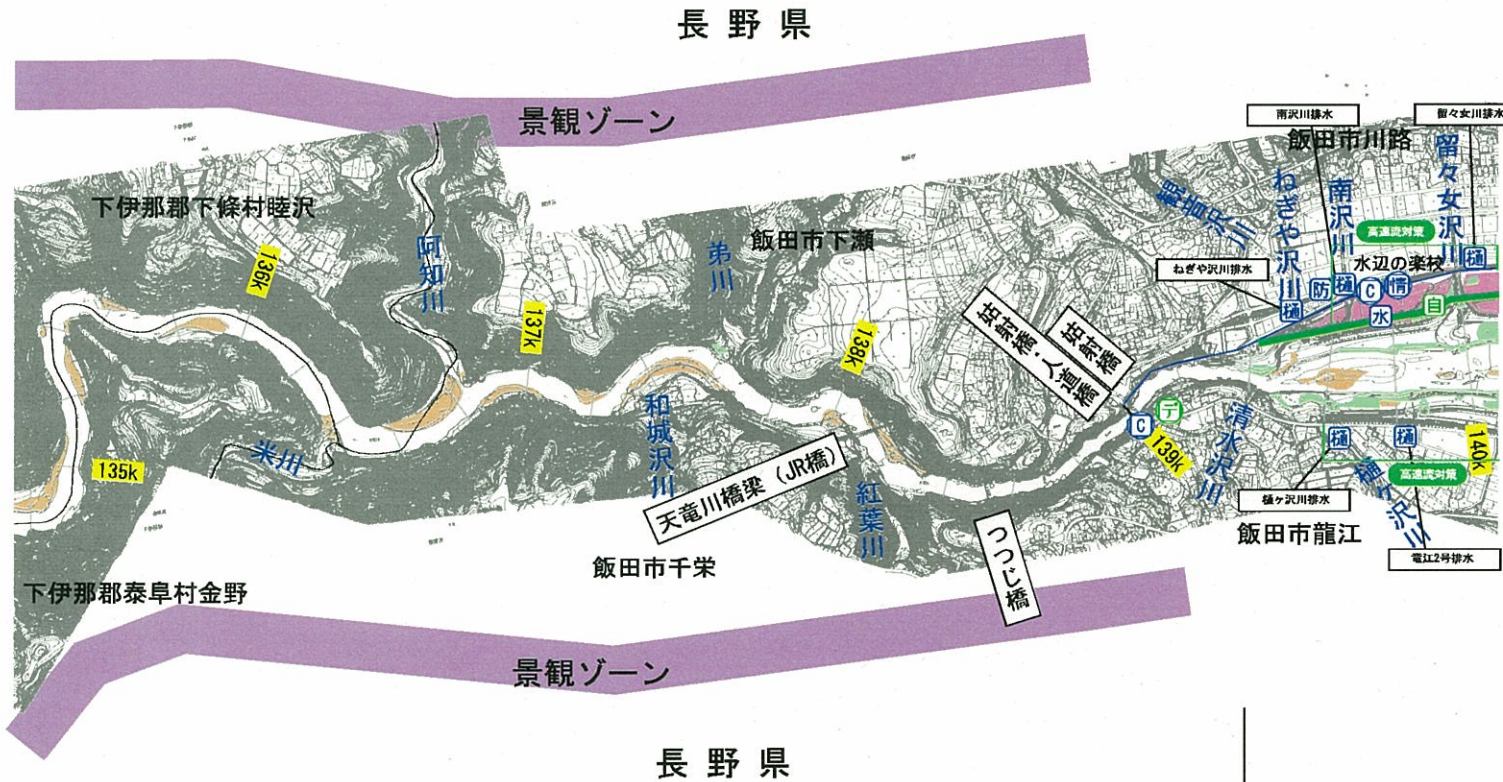 長野県
景観ゾーン
南沢川排水
留々女川排水
飯田市川路
留々女沢川
南沢川
ねぎや沢川
観音沢川
高速流対策
水辺の楽校
ねぎや沢川排水
下伊那郡下條村睦沢
阿知川
136k
弟川
飯田市下瀬
137k
138k
姑射橋
姑射橋・人道橋
樋
防
樋
C
情
樋
水
自
C
デ
139k
清水沢川
樋
樋
140k
高速流対策
樋ヶ沢川
樋ヶ沢川排水
飯田市龍江
竜江2号排水
135k
米川
和城沢川
天竜川橋梁(JR橋)
紅葉川
つつじ橋
飯田市千栄
下伊那郡泰阜村金野
景観ゾーン
長野県